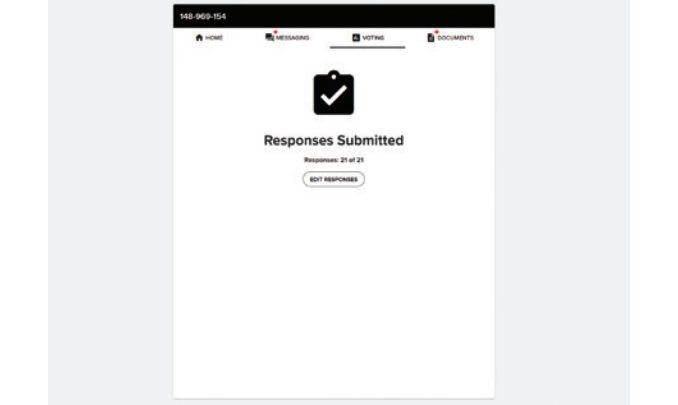 148-969-154
HOME MESSAGING VOTING DOCUMENTS
Responses Submitted
Responses: 21 of 21
EDIT RESPONSES